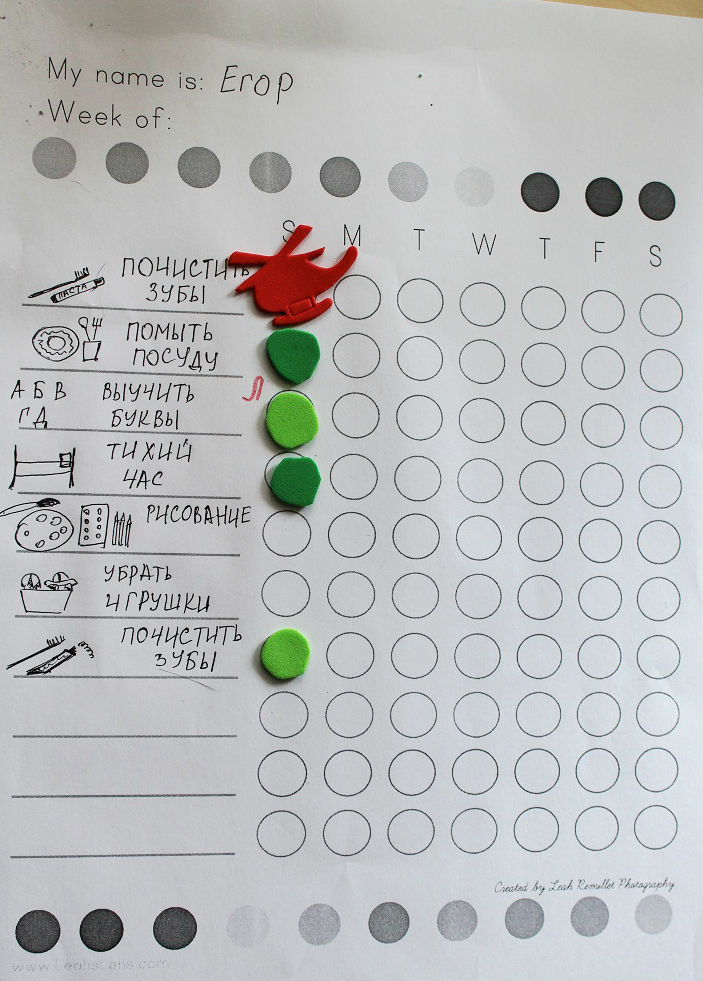 My name is: Егор
Week of:
S M T W T F S
ПОЧИСТИТЬ
ЗУБЫ
ПАСТА
ПОМЫТЬ
ПОСУДУ
А Б В ВЫУЧИТЬ
Г Д БУКВЫ
Л
ТИХИЙ
ЧАС
РИСОВАНИЕ
УБРАТЬ
ИГРУШКИ
ПОЧИСТИТЬ
ЗУБЫ
Created by Leah Remillet Photography
www.LeahsLens.com